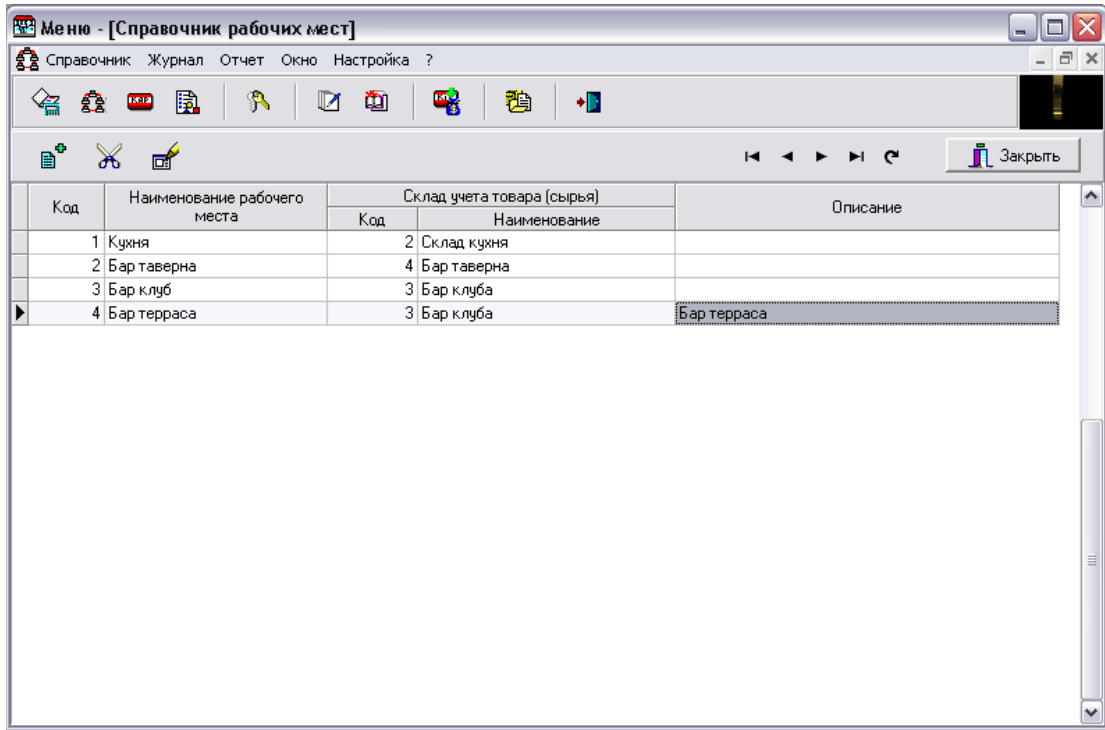 Меню - [Справочник рабочих мест]
Справочник Журнал Отчет Окно Настройка ?
Закрыть
Код Наименование рабочего места Склад учета товара (сырья) Описание
Код Наименование
1 Кухня 2 Склад кухня
2 Бар таверна 4 Бар таверна
3 Бар клуб 3 Бар клуба
4 Бар терраса 3 Бар клуба Бар терраса